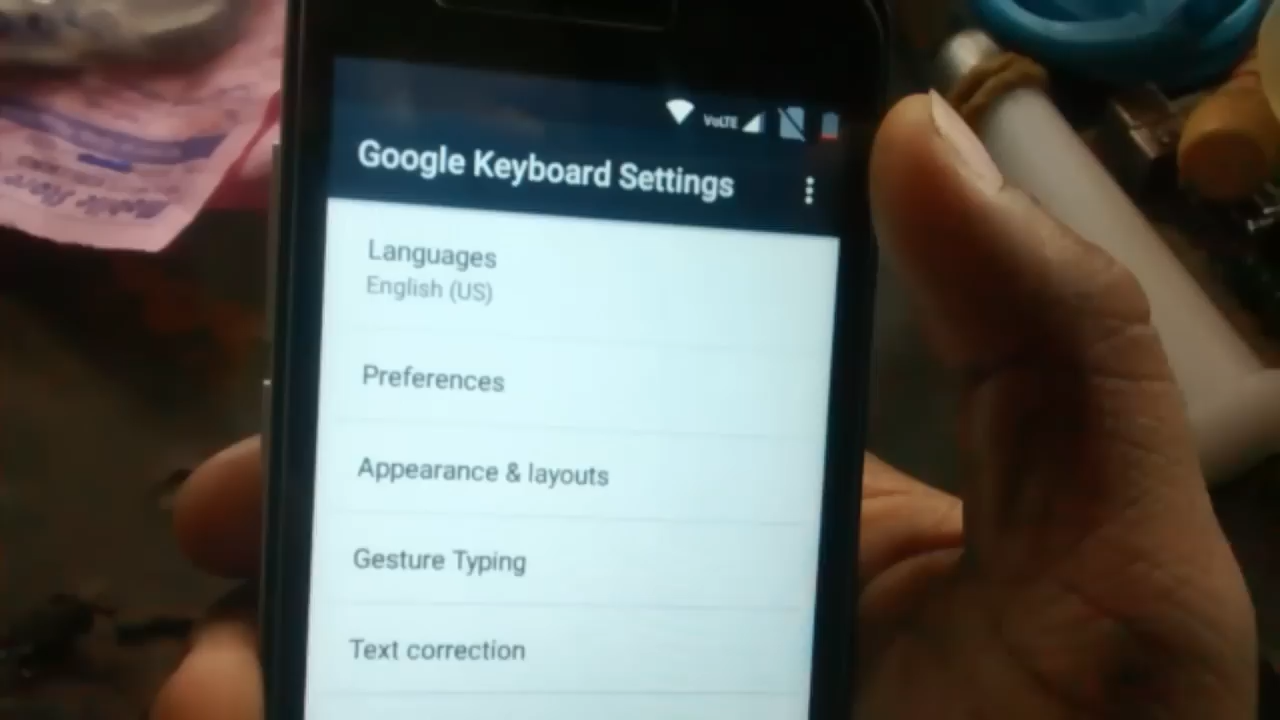 VoLTE
Google Keyboard Settings
Languages
English (US)
Preferences
Appearance & layouts
Gesture Typing
Text correction